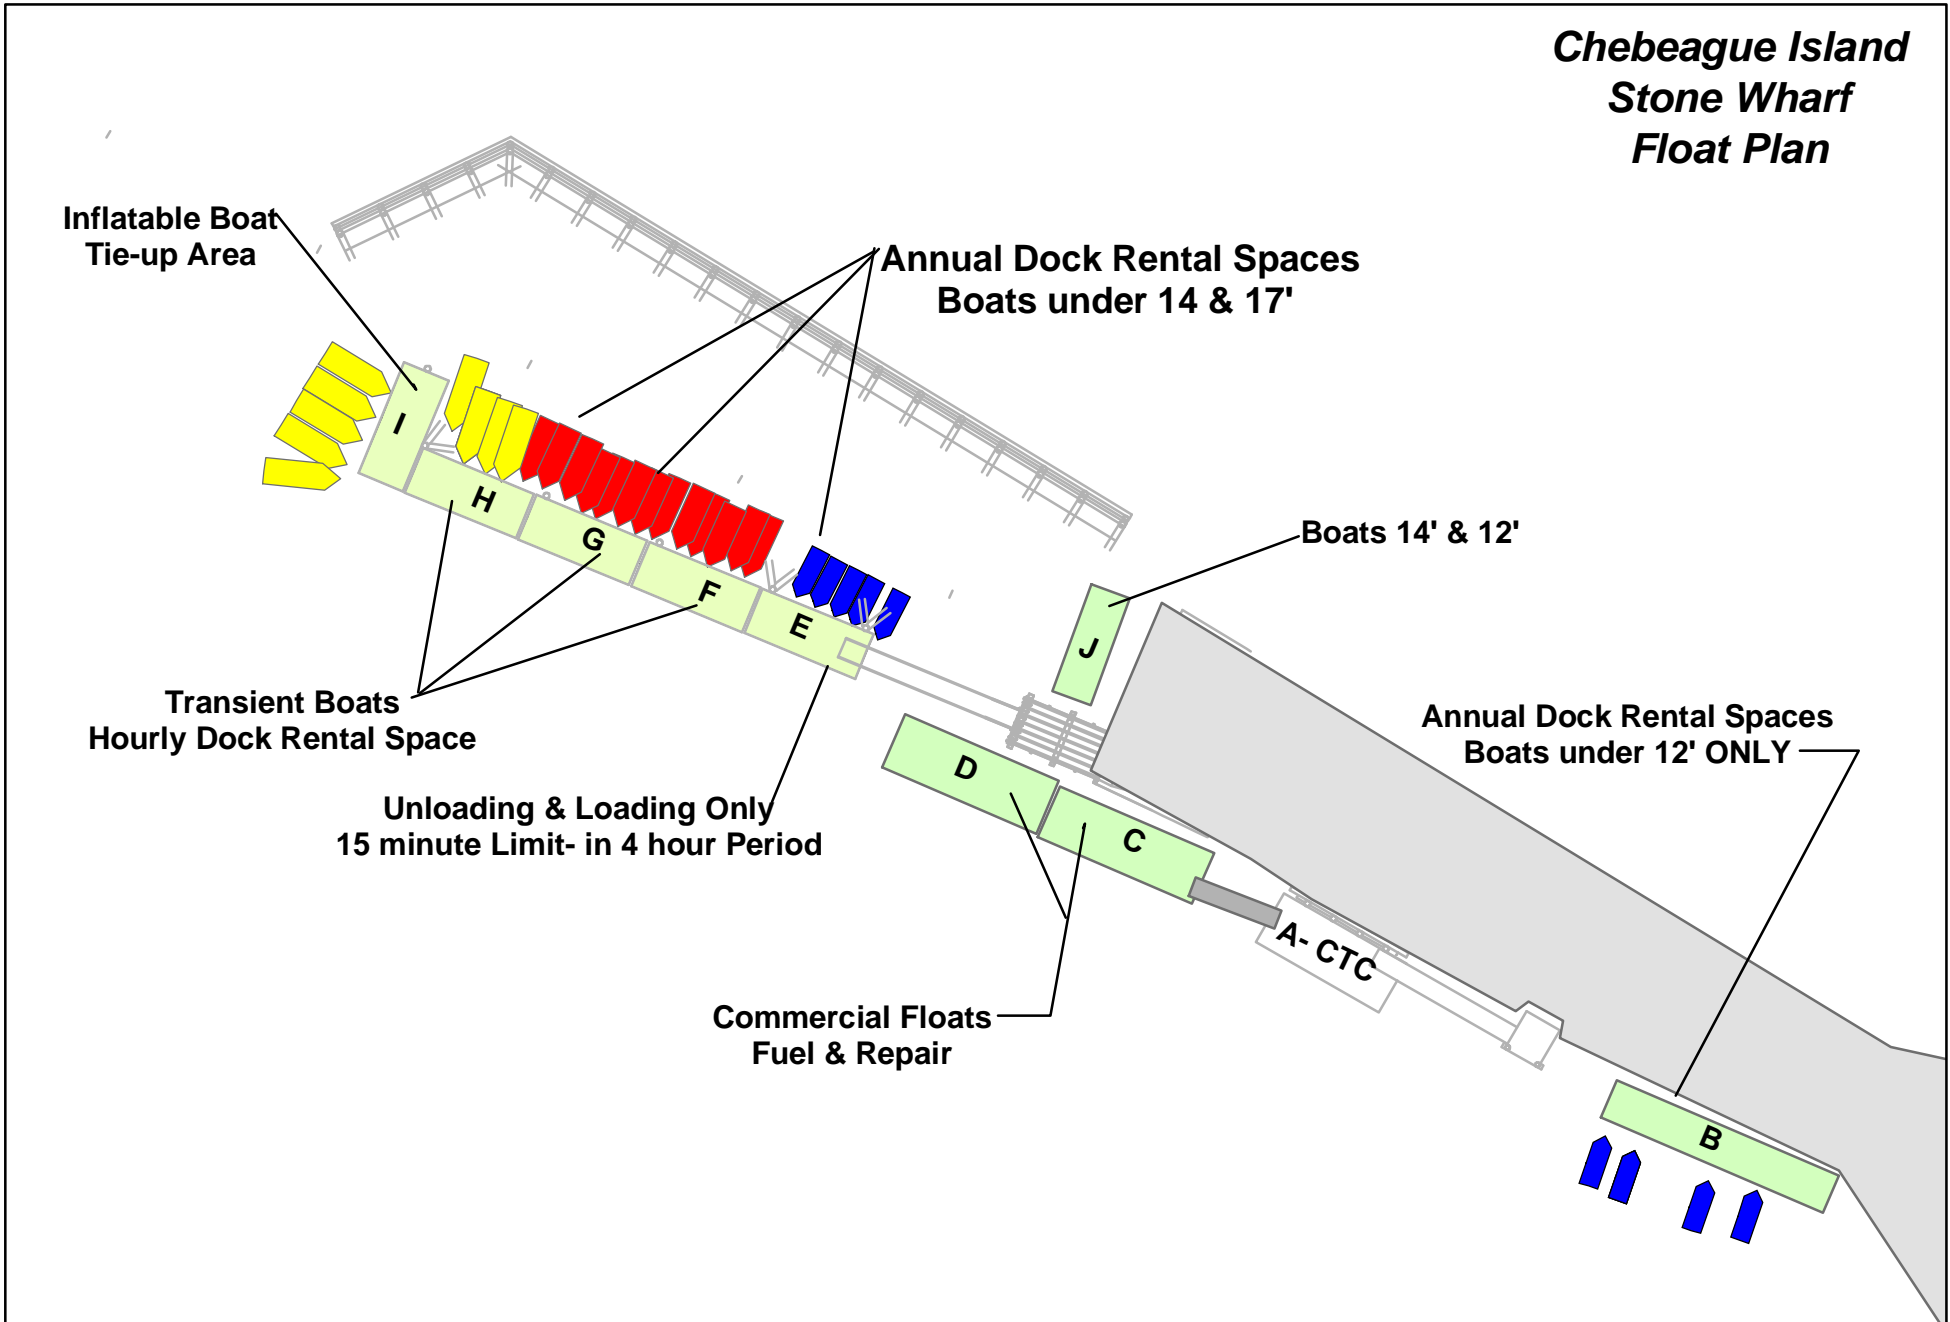 Chebeague Island
Stone Wharf
Float Plan
Inflatable Boat
Tie-up Area
Annual Dock Rental Spaces
Boats under 14 & 17'
I
H
G
F
E
Boats 14' & 12'
J
Transient Boats
Hourly Dock Rental Space
Annual Dock Rental Spaces
Boats under 12' ONLY
Unloading & Loading Only
15 minute Limit- in 4 hour Period
D
C
A- CTC
Commercial Floats
Fuel & Repair
B